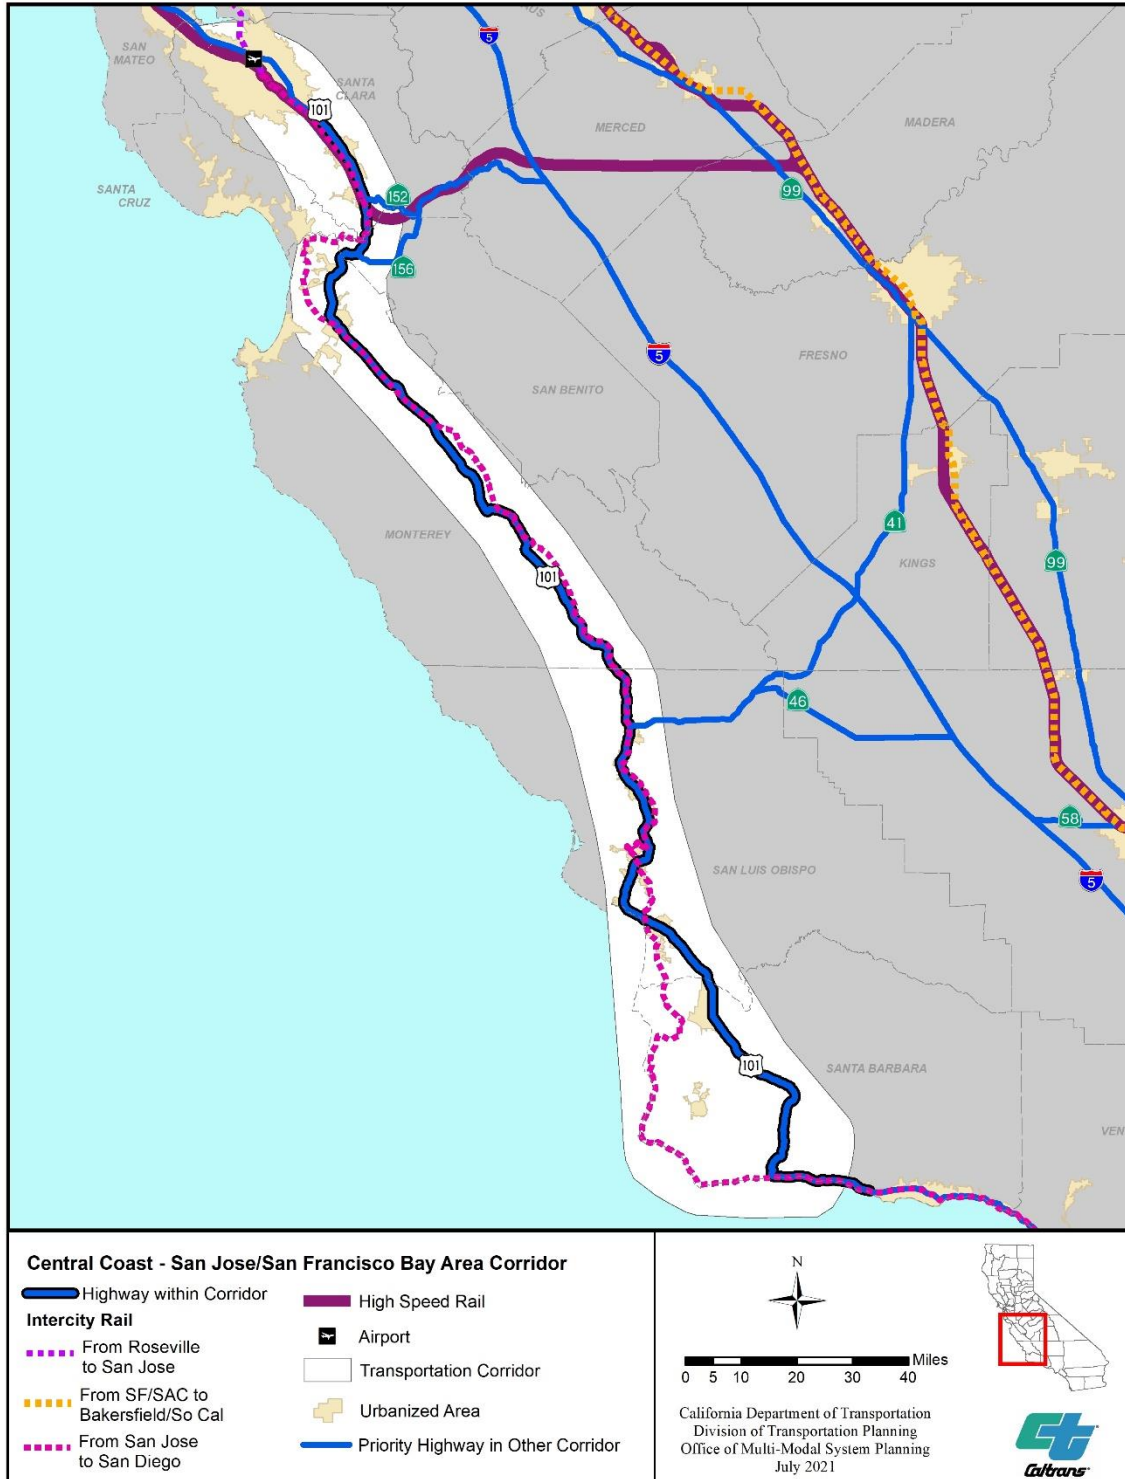 US
5
SAN
MATEO
SANTA
CLARA
101
MERCED
MADERA
152
99
SANTA
CRUZ
156
5
FRESNO
SAN BENITO
41
MONTEREY
KINGS
99
101
46
58
SAN LUIS OBISPO
5
101
SANTA BARBARA
VEN
Central Coast - San Jose/San Francisco Bay Area Corridor
Highway within Corridor
Intercity Rail
From Roseville
to San Jose
From SF/SAC to
Bakersfield/So Cal
From San Jose
to San Diego
High Speed Rail
Airport
Transportation Corridor
Urbanized Area
Priority Highway in Other Corridor
N
Miles
0 5 10 20 30 40
California Department of Transportation
Division of Transportation Planning
Office of Multi-Modal System Planning
July 2021
ct
Caltrans